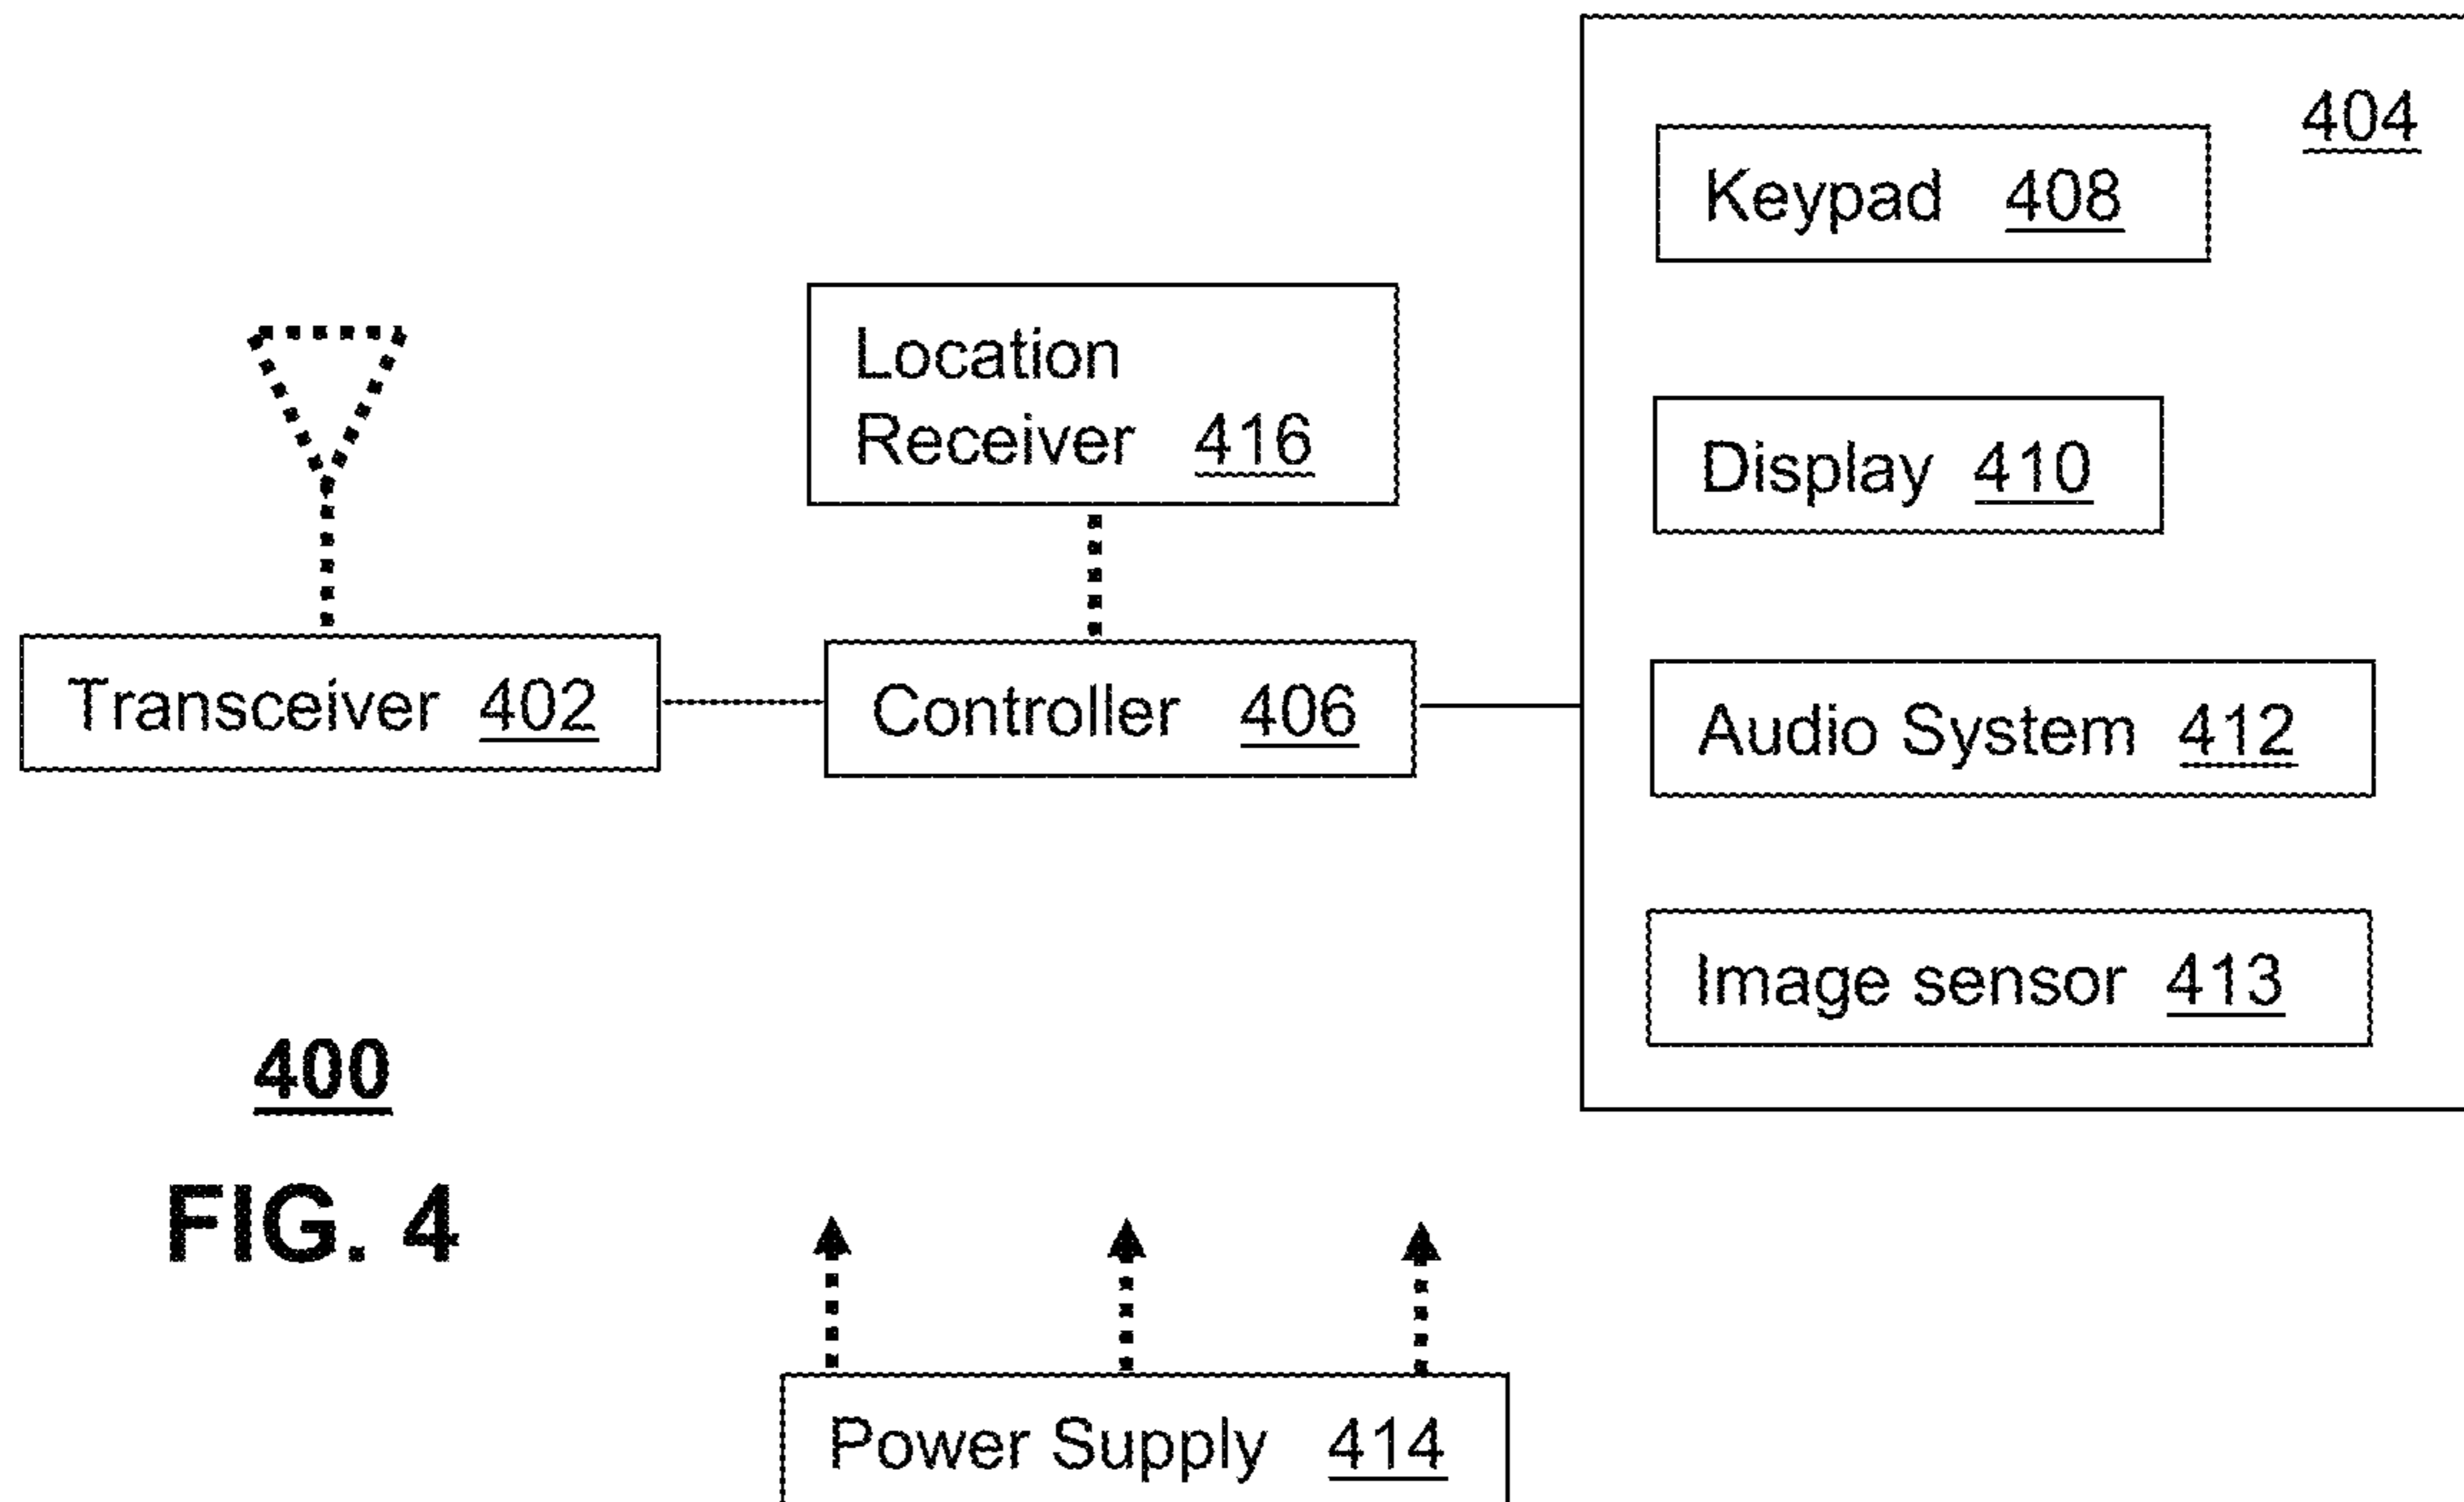 404
Keypad 408
Location
Receiver 416
Display 410
Transceiver 402
Controller 406
Audio System 412
Image sensor 413
400
FIG. 4
Power Supply 414